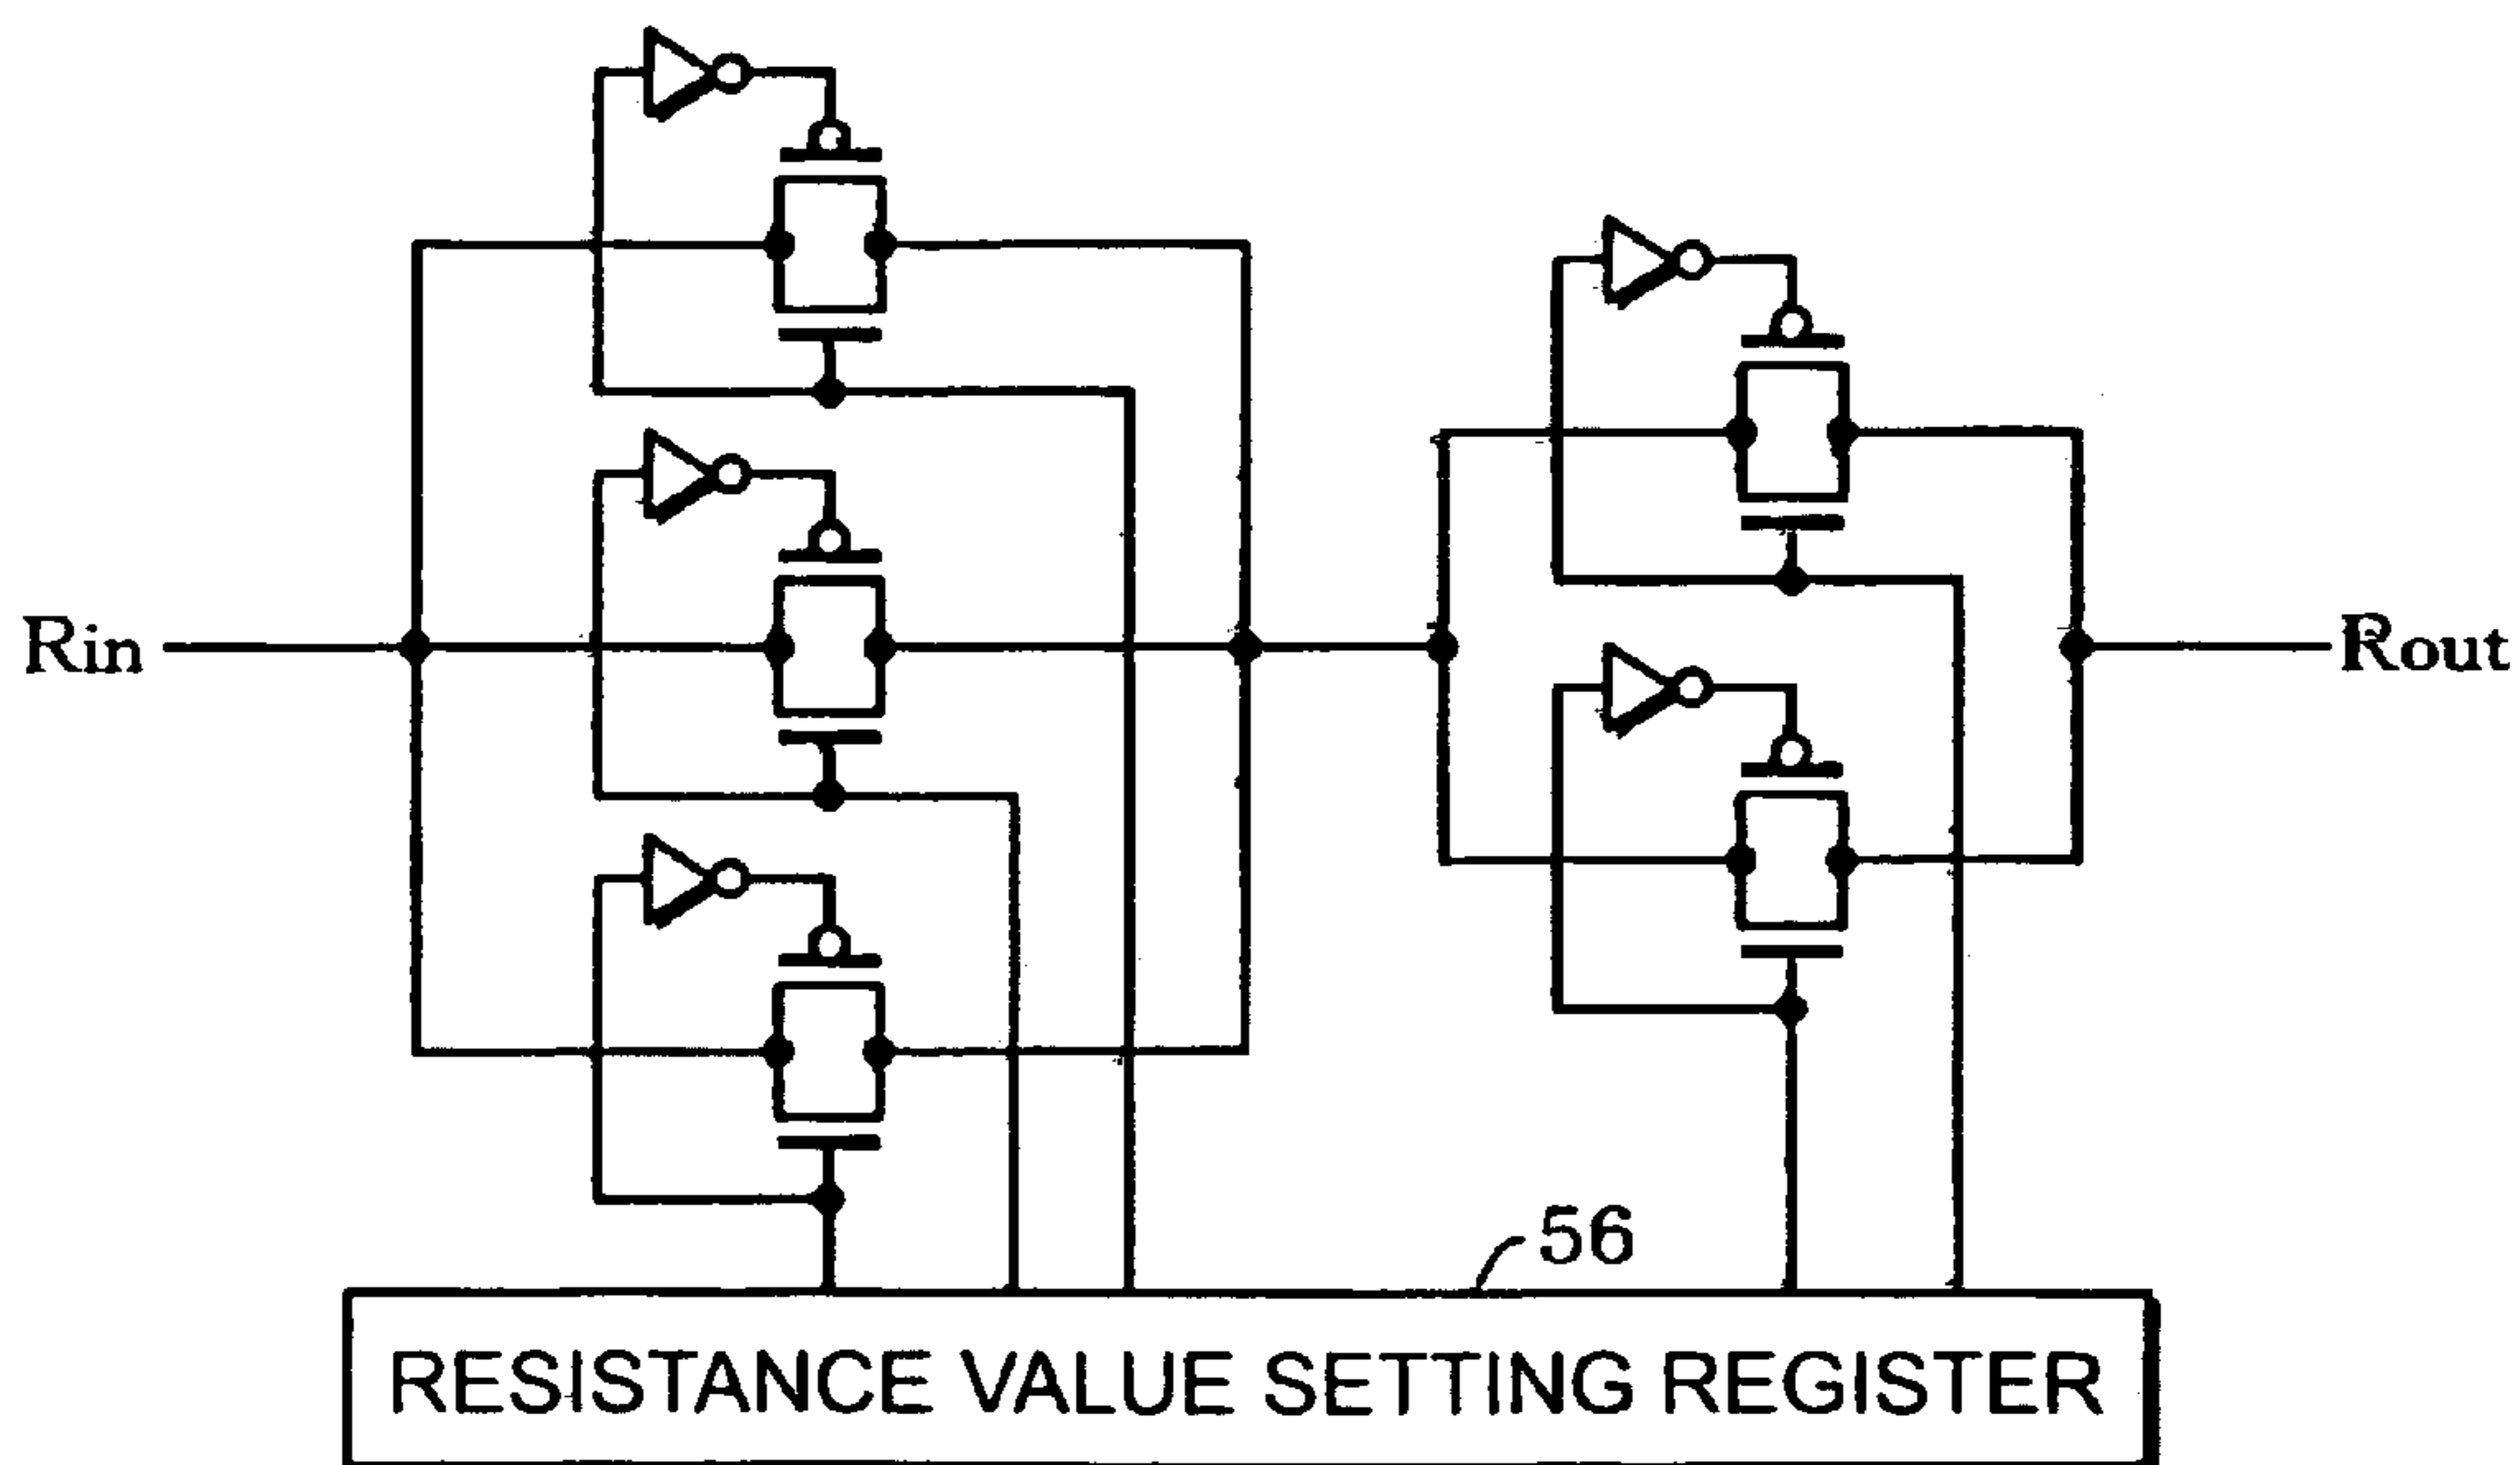 Rin
Rout
56
RESISTANCE VALUE SETTING REGISTER